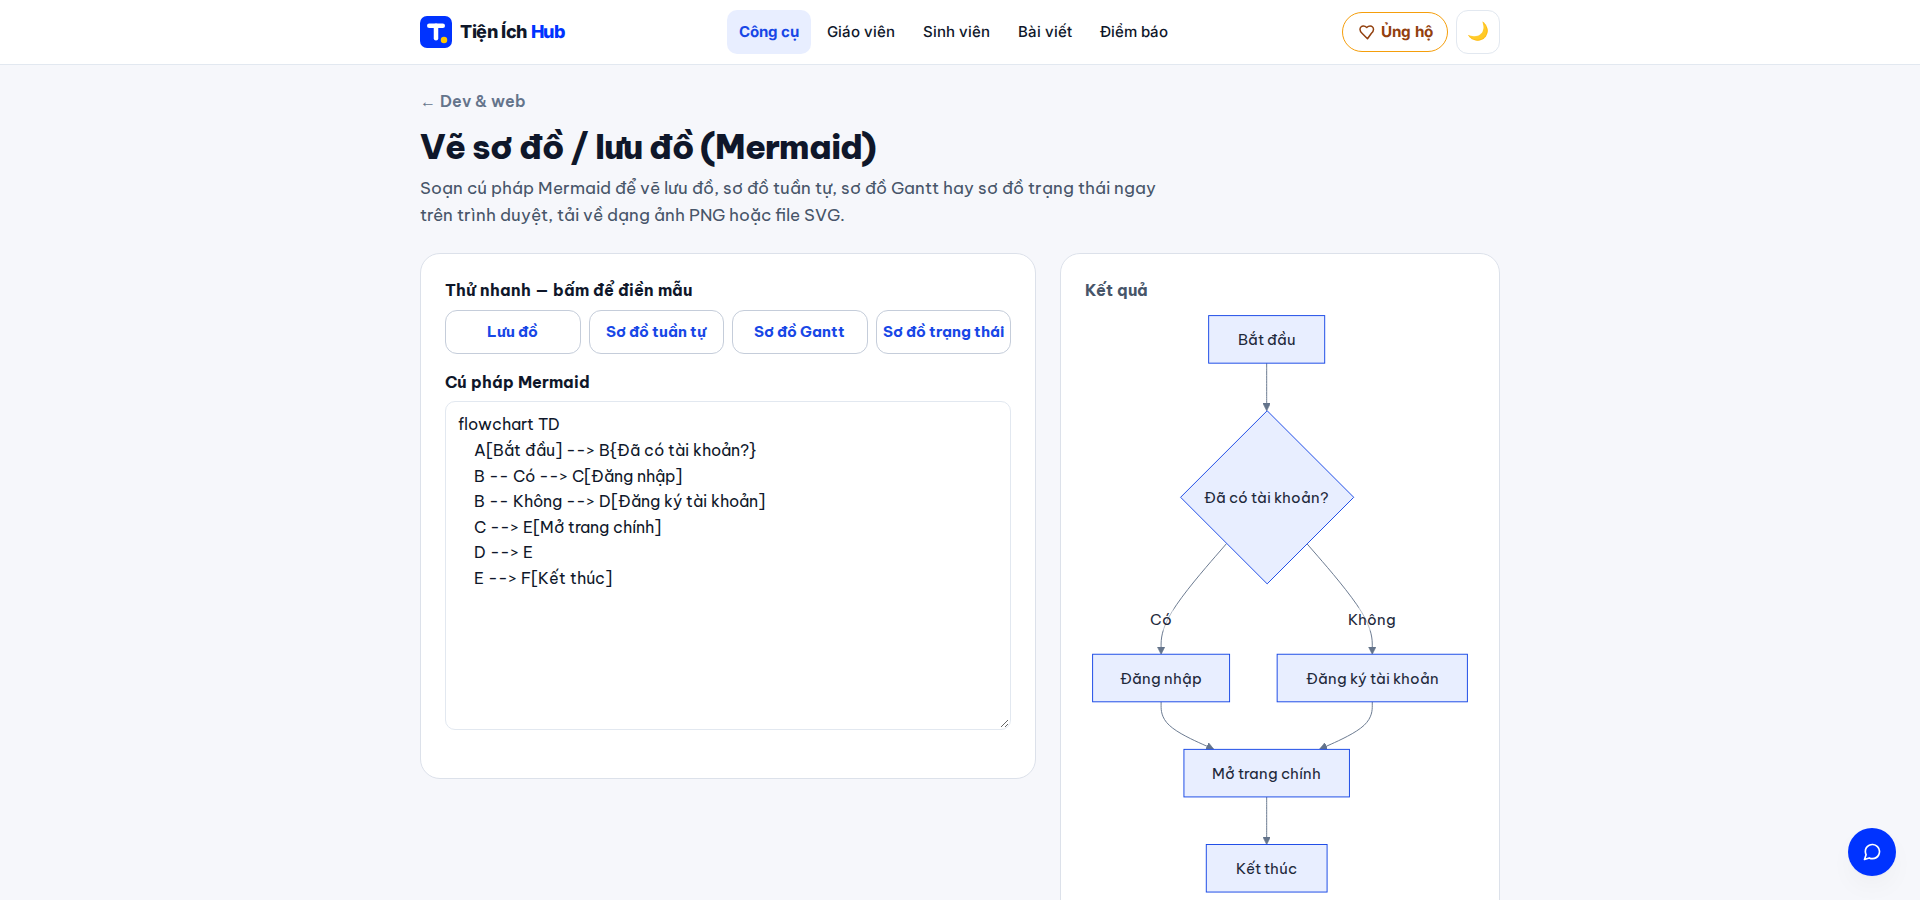 Tiện Ích Hub
Công cụ
Giáo viên
Sinh viên
Bài viết
Điểm báo
Ủng hộ
← Dev & web
Vẽ sơ đồ / lưu đồ (Mermaid)
Soạn cú pháp Mermaid để vẽ lưu đồ, sơ đồ tuần tự, sơ đồ Gantt hay sơ đồ trạng thái ngay
trên trình duyệt, tải về dạng ảnh PNG hoặc file SVG.
Thử nhanh — bấm để điền mẫu
Lưu đồ
Sơ đồ tuần tự
Sơ đồ Gantt
Sơ đồ trạng thái
Cú pháp Mermaid
flowchart TD
A[Bắt đầu] --> B{Đã có tài khoản?}
B -- Có --> C[Đăng nhập]
B -- Không --> D[Đăng ký tài khoản]
C --> E[Mở trang chính]
D --> E
E --> F[Kết thúc]
Kết quả
Bắt đầu
Đã có tài khoản?
Có
Không
Đăng nhập
Đăng ký tài khoản
Mở trang chính
Kết thúc